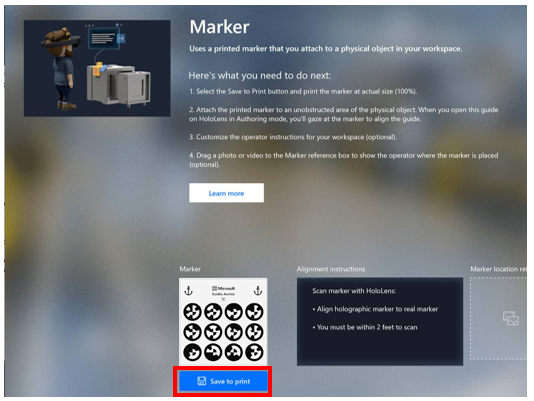 Marker
Uses a printed marker that you attach to a physical object in your workspace.
Here's what you need to do next:
1. Select the Save to Print button and print the marker at actual size (100%).
2. Attach the printed marker to an unobstructed area of the physical object. When you open this guide
on HoloLens in Authoring mode, you'll gaze at the marker to align the guide.
3. Customize the operator instructions for your workspace (optional).
4. Drag a photo or video to the Marker reference box to show the operator where the marker is placed
(optional).
Learn more
Marker
Alignment instructions
Marker location re
Microsoft
Guides Anchor
Scan marker with HoloLens:
• Align holographic marker to real marker
• You must be within 2 feet to scan
Save to print